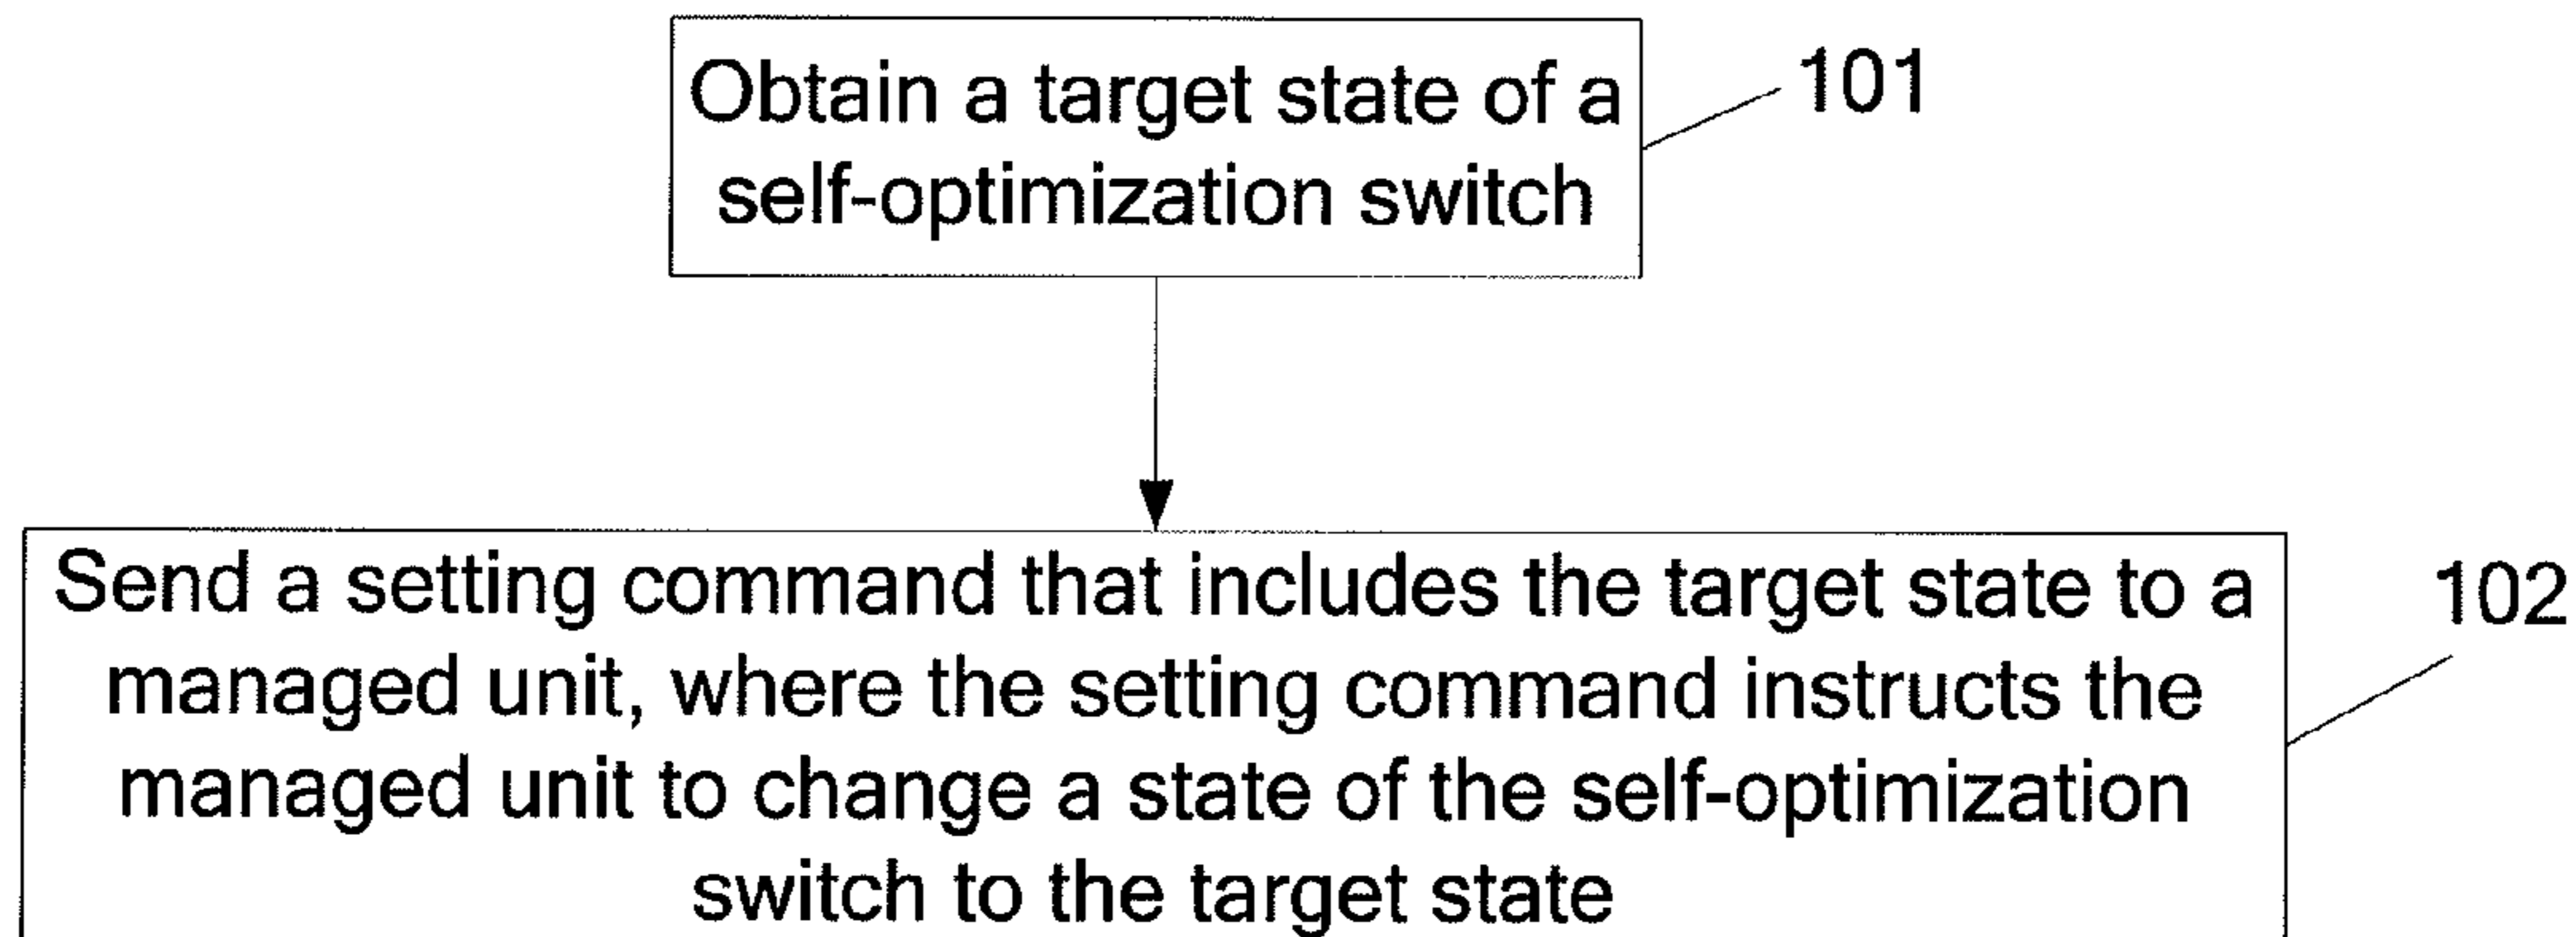 Obtain a target state of a
self-optimization switch
101
Send a setting command that includes the target state to a
managed unit, where the setting command instructs the
managed unit to change a state of the self-optimization
switch to the target state
102